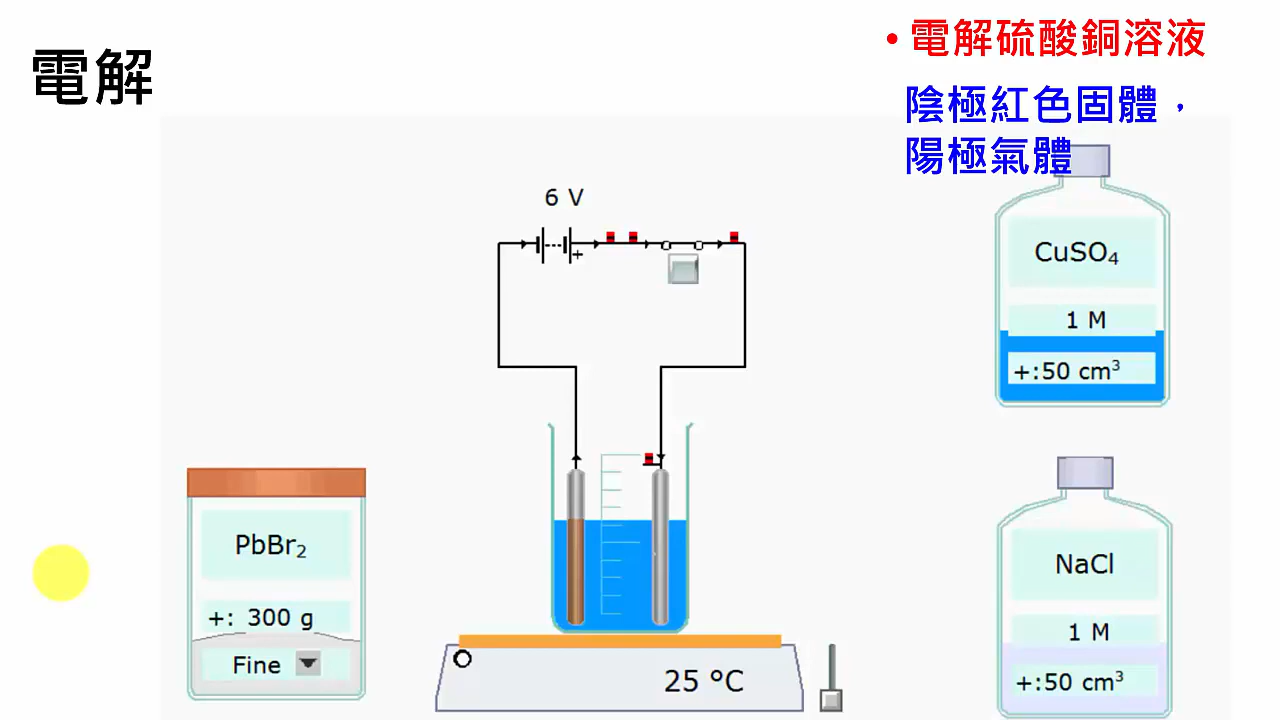 電解
• 電解硫酸銅溶液
陰極紅色固體，
陽極氣體
6 V
+
CuSO₄
1 M
+:50 cm³
PbBr₂
+: 300 g
Fine
NaCl
1 M
+:50 cm³
25 °C